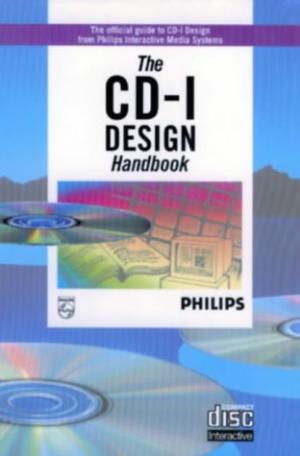 The official guide to CD-I Design
from Philips Interactive Media Systems
The
CD-I
DESIGN
Handbook
PHILIPS
COMPACT
disc
Interactive